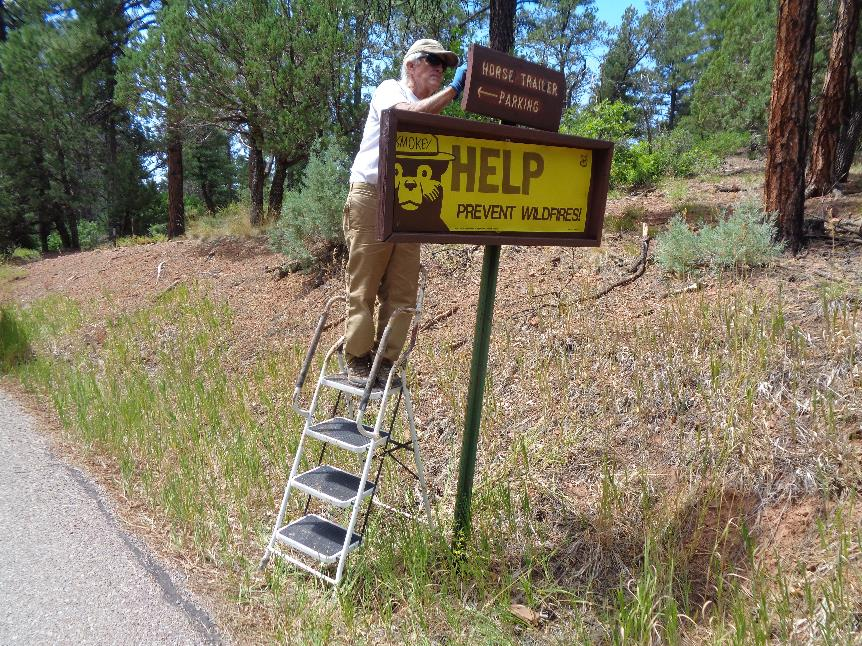 HORSE TRAILER
PARKING
SMOKEY
HELP
PREVENT WILDFIRES!